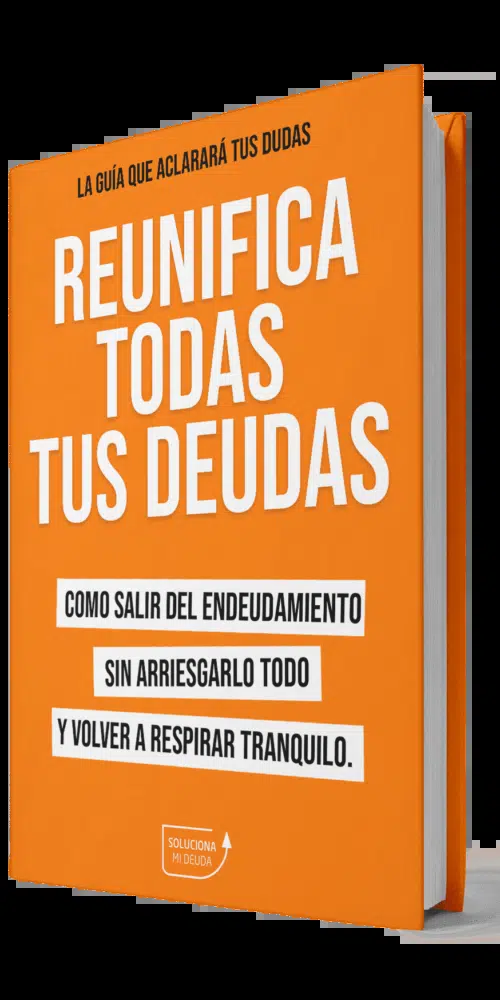 LA GUÍA QUE ACLARARÁ TUS DUDAS
REUNIFICA
TODAS
TUS DEUDAS
COMO SALIR DEL ENDEUDAMIENTO
SIN ARRIESGARLO TODO
Y VOLVER A RESPIRAR TRANQUILO.
SOLUCIONA
MI DEUDA